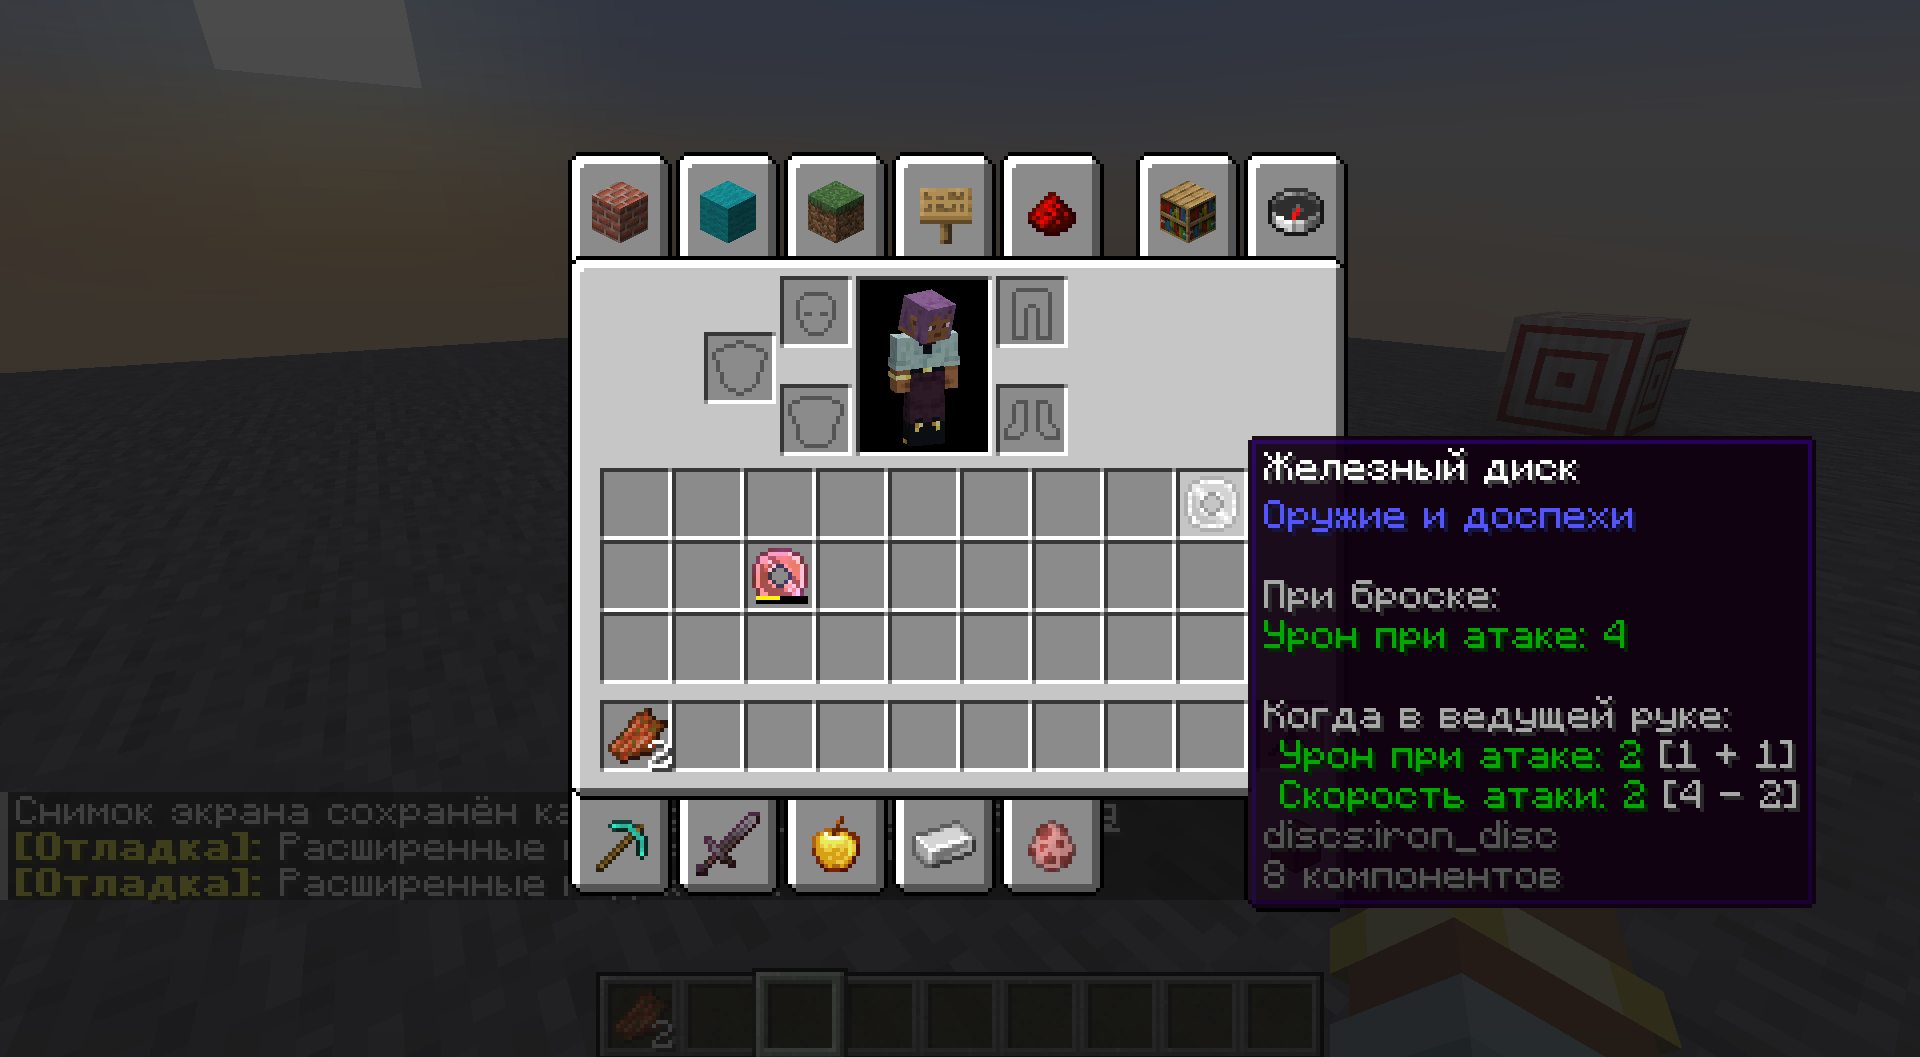 Железный диск
Оружие и доспехи
При броске:
Урон при атаке: 4
Когда в ведущей руке:
Урон при атаке: 2 [1 + 1]
Скорость атаки: 2 [4 - 2]
discs:iron_disc
8 компонентов
2
Снимок экрана сохранён
[Отладка]: Расширенные
[Отладка]: Расширенные
2